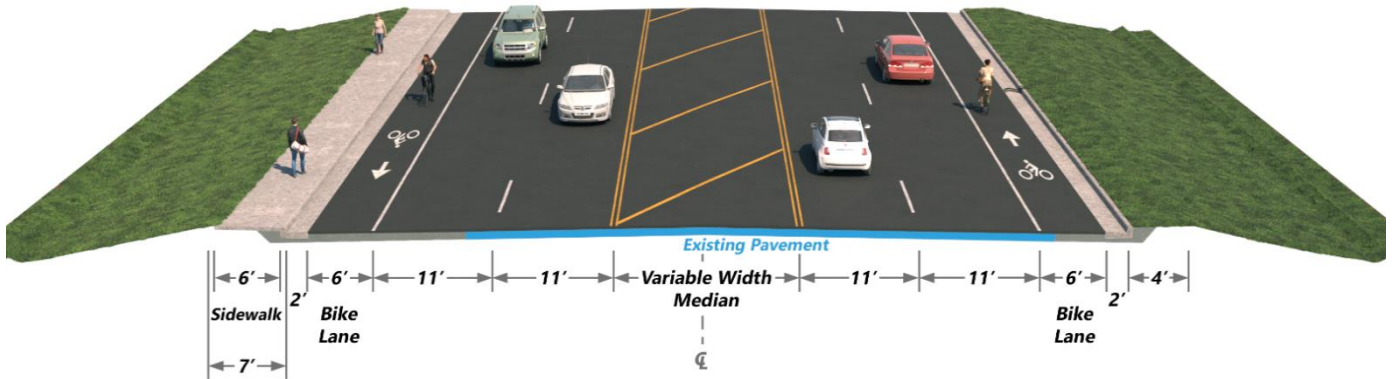 Existing Pavement
6’
6’
11’
11’
Variable Width
Median
11’
11’
6’
4’
2’
2’
Sidewalk
Bike
Lane
Bike
Lane
7’
℄